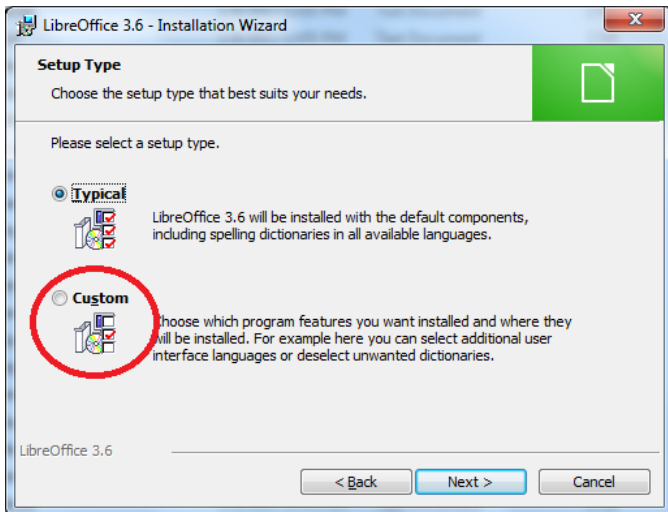 LibreOffice 3.6 - Installation Wizard
Setup Type
Choose the setup type that best suits your needs.
Please select a setup type.
Typical
LibreOffice 3.6 will be installed with the default components,
including spelling dictionaries in all available languages.
Custom
Choose which program features you want installed and where they
will be installed. For example here you can select additional user
interface languages or deselect unwanted dictionaries.
LibreOffice 3.6
< Back Next > Cancel